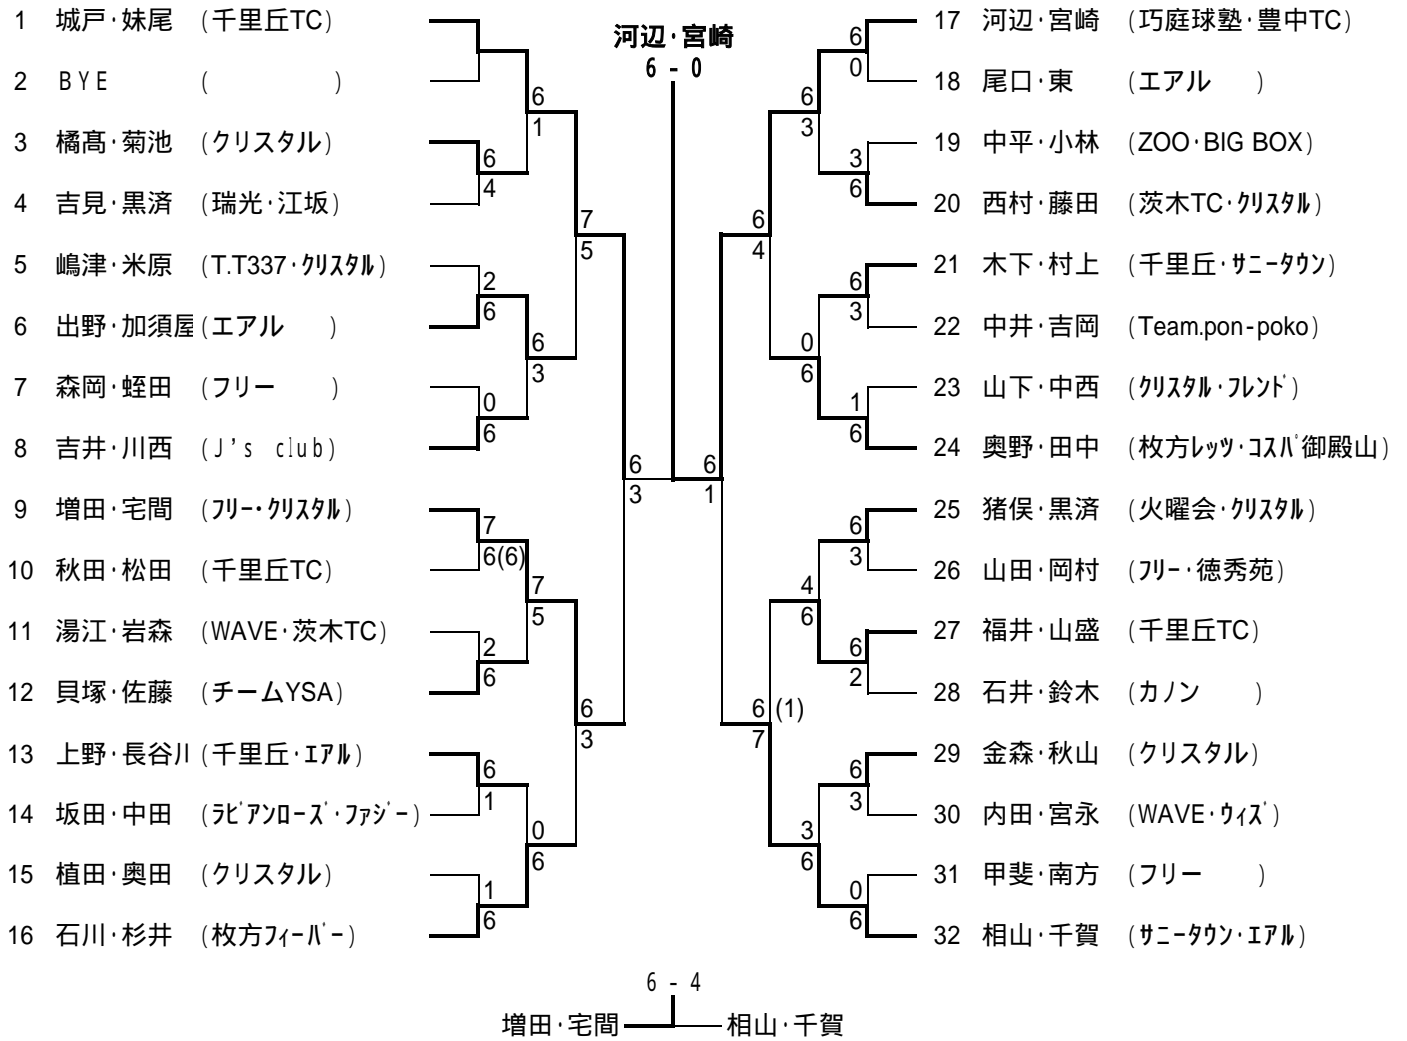 河辺・宮崎
6 - 0
1 城戸・妹尾 (千里丘TC)
2 BYE ( )
6
1
3 橘髙・菊池 (クリスタル)
6
4
4 吉見・黒済 (瑞光・江坂)
7
5
5 嶋津・米原 (T.T337・クリスタル)
2
6
6 出野・加須屋 (エアル )
6
3
7 森岡・蛭田 (フリー )
0
6
8 吉井・川西 (J's club)
6
3
9 増田・宅間 (フリー・クリスタル)
7
6(6)
10 秋田・松田 (千里丘TC)
7
5
11 湯江・岩森 (WAVE・茨木TC)
2
6
12 貝塚・佐藤 (チームYSA)
6
3
13 上野・長谷川 (千里丘・エアル)
6
1
14 坂田・中田 (ラビアンローズ・ファジー)
0
6
15 植田・奥田 (クリスタル)
1
6
16 石川・杉井 (枚方フィーバー)
17 河辺・宮崎 (巧庭球塾・豊中TC)
6
0
18 尾口・東 (エアル )
6
3
19 中平・小林 (ZOO・BIG BOX)
3
6
20 西村・藤田 (茨木TC・クリスタル)
6
4
21 木下・村上 (千里丘・サニータウン)
6
3
22 中井・吉岡 (Team.pon-poko)
0
6
23 山下・中西 (クリスタル・フレンド)
1
6
24 奥野・田中 (枚方レッツ・コスパ御殿山)
6
1
25 猪俣・黒済 (火曜会・クリスタル)
6
3
26 山田・岡村 (フリー・徳秀苑)
4
6
27 福井・山盛 (千里丘TC)
6
2
28 石井・鈴木 (カノン )
6 (1)
7
29 金森・秋山 (クリスタル)
6
3
30 内田・宮永 (WAVE・ウィズ)
3
6
31 甲斐・南方 (フリー )
0
6
32 相山・千賀 (サニータウン・エアル)
6 - 4
増田・宅間 相山・千賀